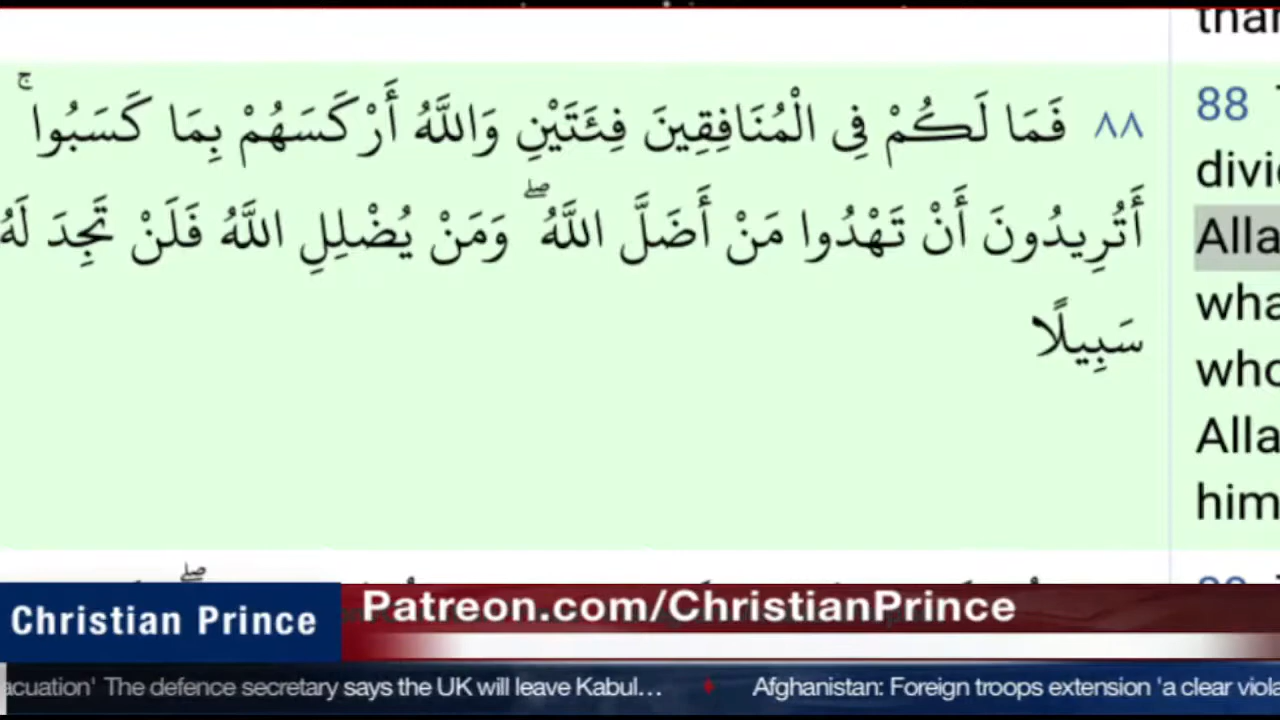 ٨٨ فَمَا لَكُمْ فِى الْمُنَافِقِينَ فِئَتَيْنِ وَاللَّهُ أَرْكَسَهُمْ بِمَا كَسَبُوا ۚ
أَتُرِيدُونَ أَنْ تَهْدُوا مَنْ أَضَلَّ اللَّهُ ۖ وَمَنْ يُضْلِلِ اللَّهُ فَلَنْ تَجِدَ لَهُ
سَبِيلًا
88
divi
Alla
wha
who
Alla
him
Christian Prince
Patreon.com/ChristianPrince
acuation' The defence secretary says the UK will leave Kabul... Afghanistan: Foreign troops extension 'a clear viola